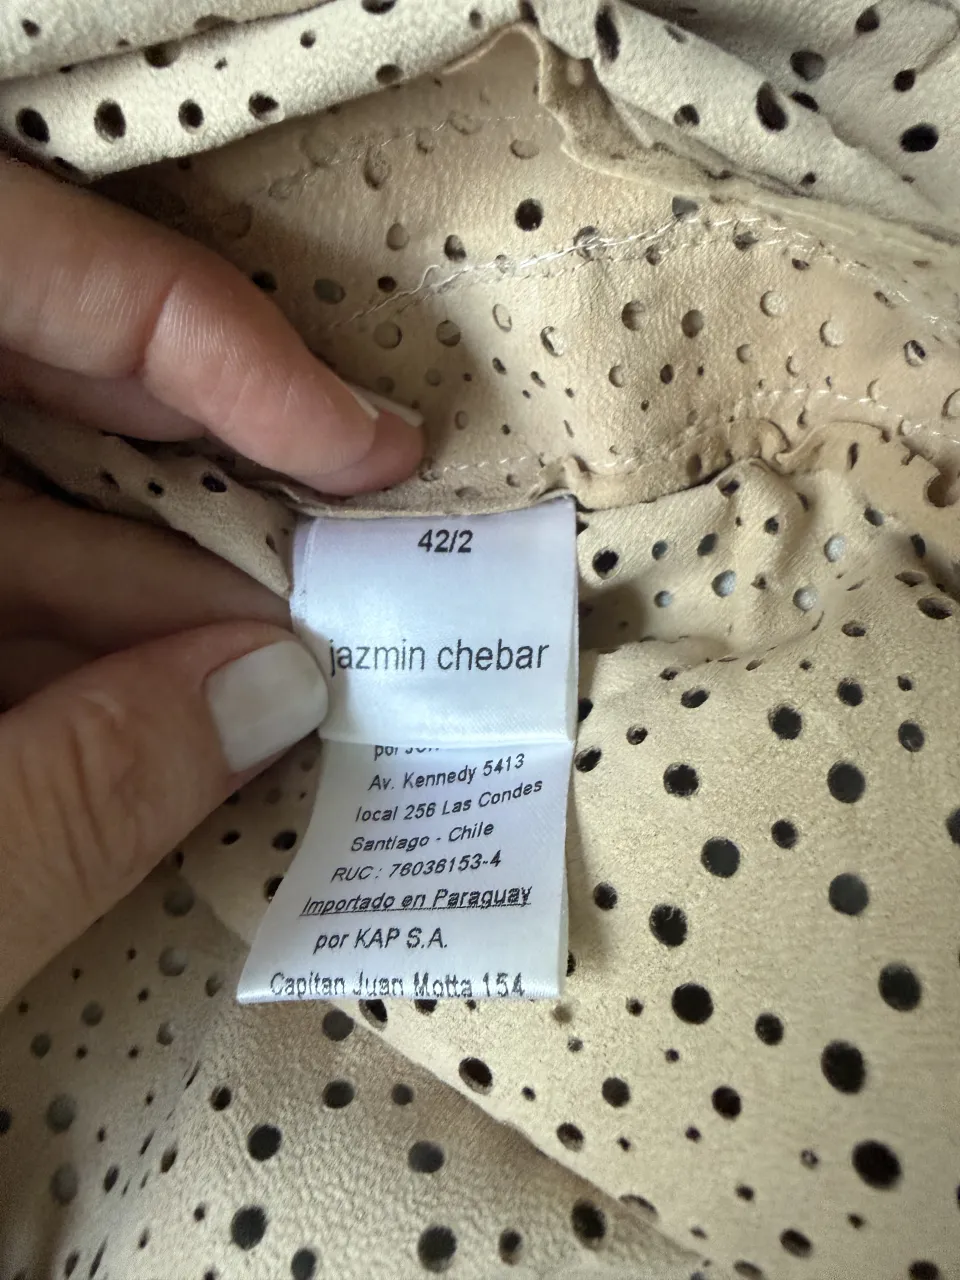 42/2
jazmin chebar
por
Av. Kennedy 5413
local 256 Las Condes
Santiago - Chile
RUC : 76036153-4
Importado en Paraguay
por KAP S.A.
Capitan Juan Motta 154